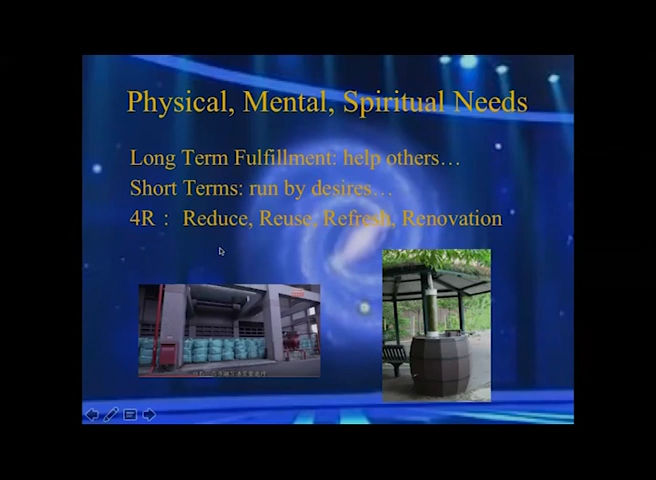 Physical, Mental, Spiritual Needs
Long Term Fulfillment: help others…
Short Terms: run by desires…
4R： Reduce, Reuse, Refresh, Renovation